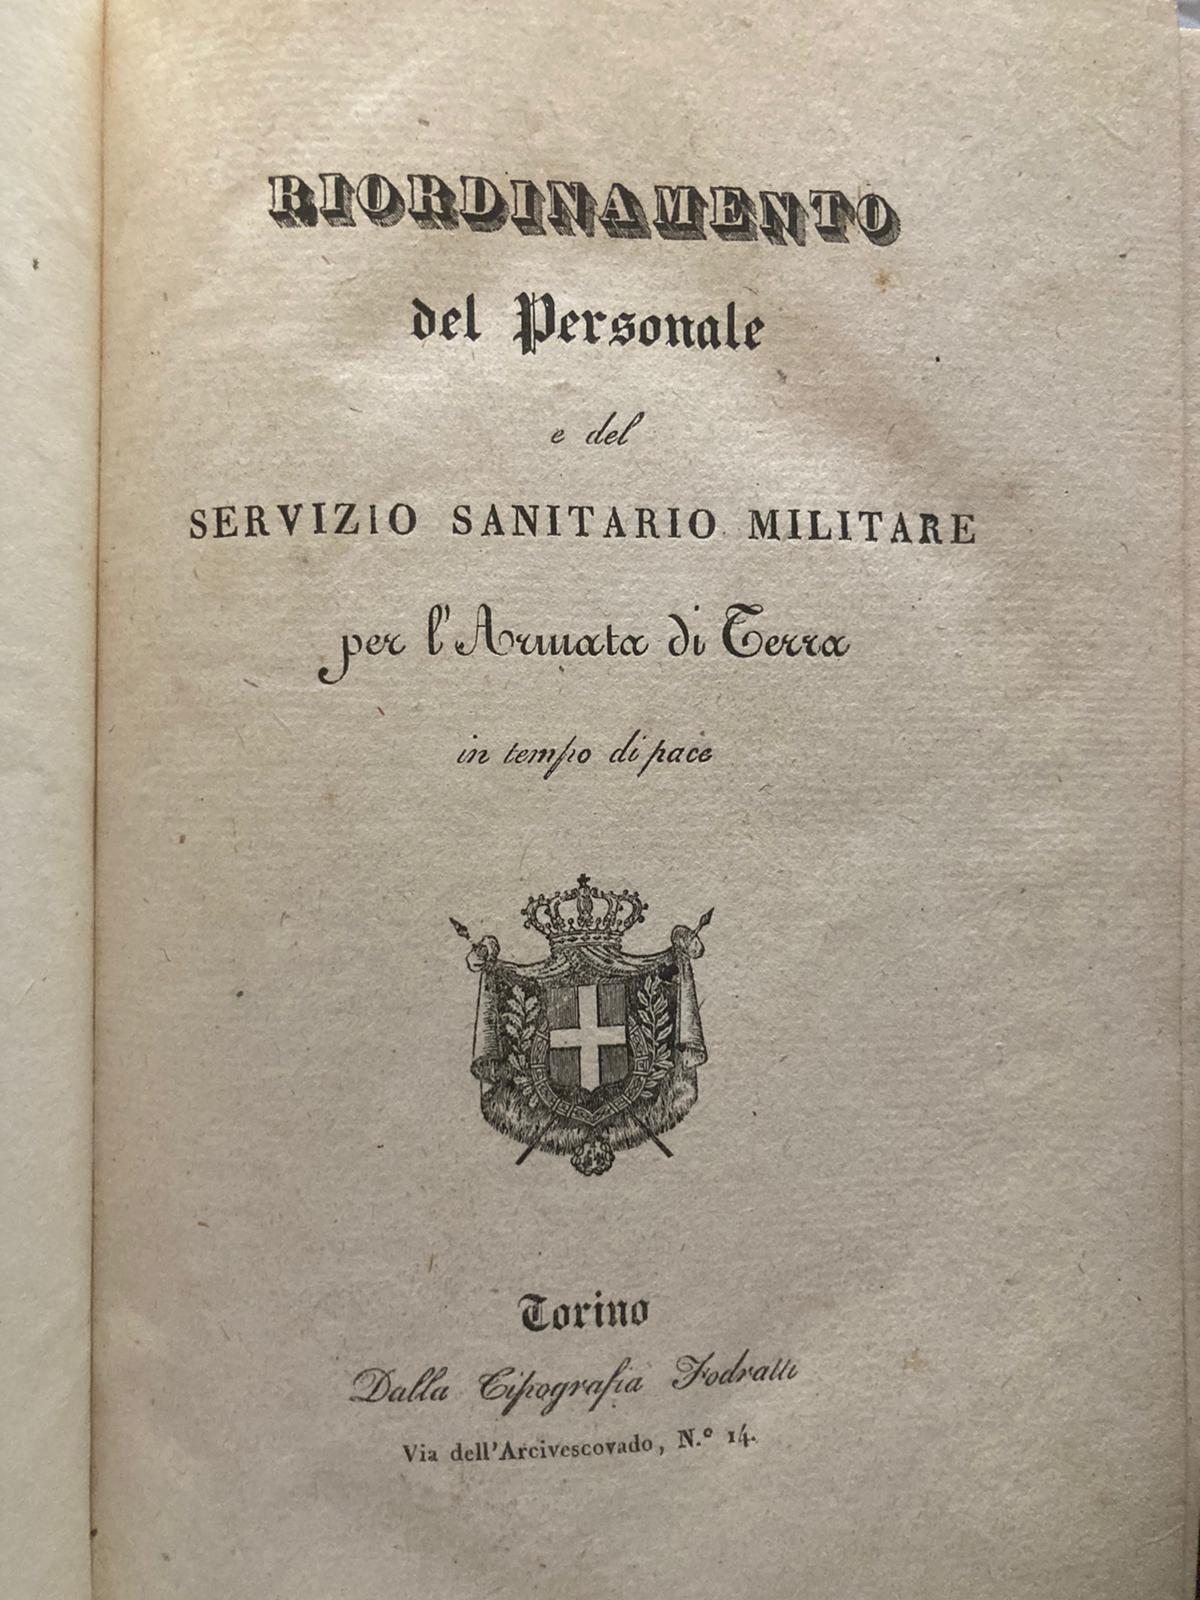 RIORDINAMENTO
del Personale
e del
SERVIZIO SANITARIO MILITARE
per l'Armata di Terra
in tempo di pace
Torino
Dalla Tipografia Fodratti
Via dell'Arcivescovado, N.° 14.